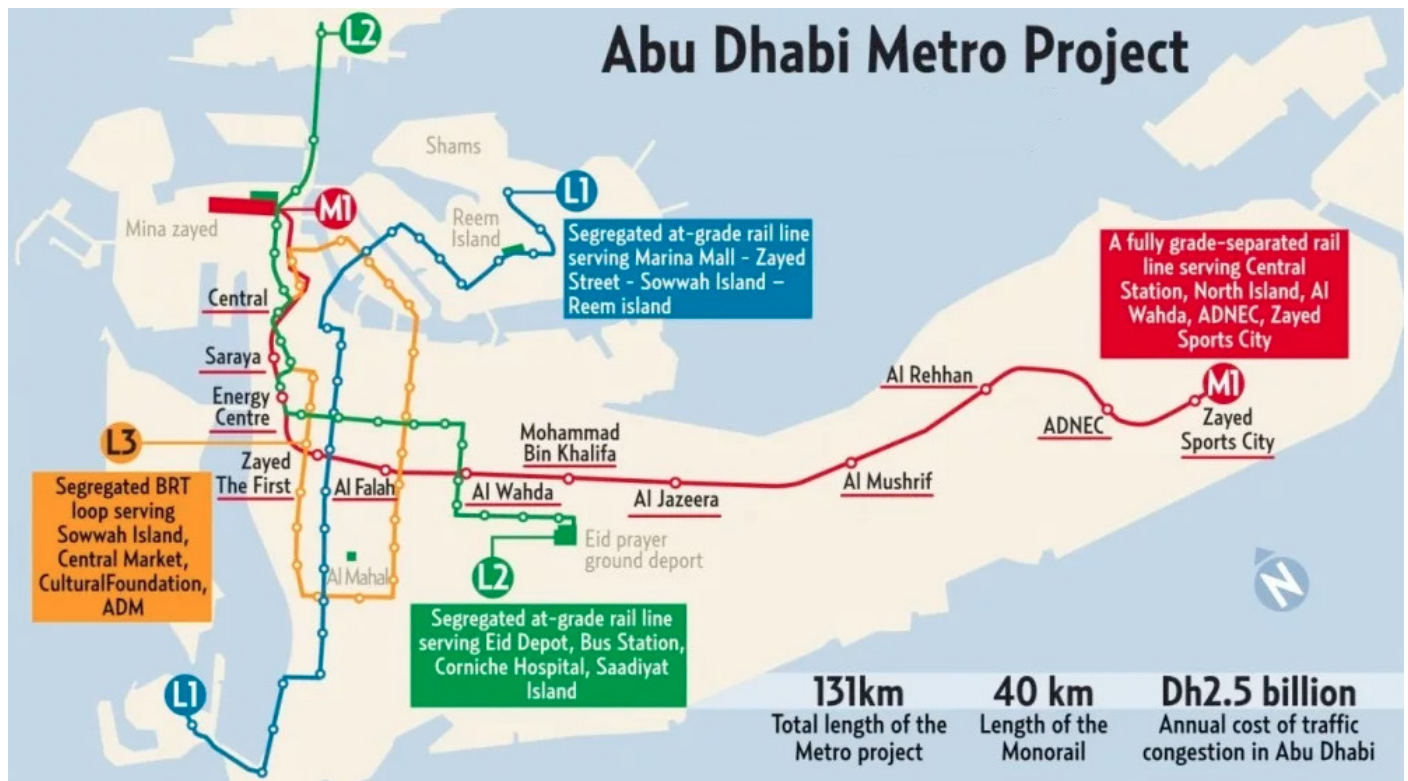 Abu Dhabi Metro Project
L2
Shams
L1
M1
Mina zayed
Reem
Island
Segregated at-grade rail line
serving Marina Mall - Zayed
Street - Sowwah Island –
Reem island
A fully grade-separated rail
line serving Central
Station, North Island, Al
Wahda, ADNEC, Zayed
Sports City
Central
Saraya
Energy
Centre
Al Rehhan
M1
ADNEC
Zayed
Sports City
L3
Mohammad
Bin Khalifa
Zayed
The First
Al Falah
Al Wahda
Al Jazeera
Al Mushrif
Segregated BRT
loop serving
Sowwah Island,
Central Market,
CulturalFoundation,
ADM
Eid prayer
ground deport
Al Mahak
L2
N
Segregated at-grade rail line
serving Eid Depot, Bus Station,
Corniche Hospital, Saadiyat
Island
L1
131km
Total length of the
Metro project
40 km
Length of the
Monorail
Dh2.5 billion
Annual cost of traffic
congestion in Abu Dhabi